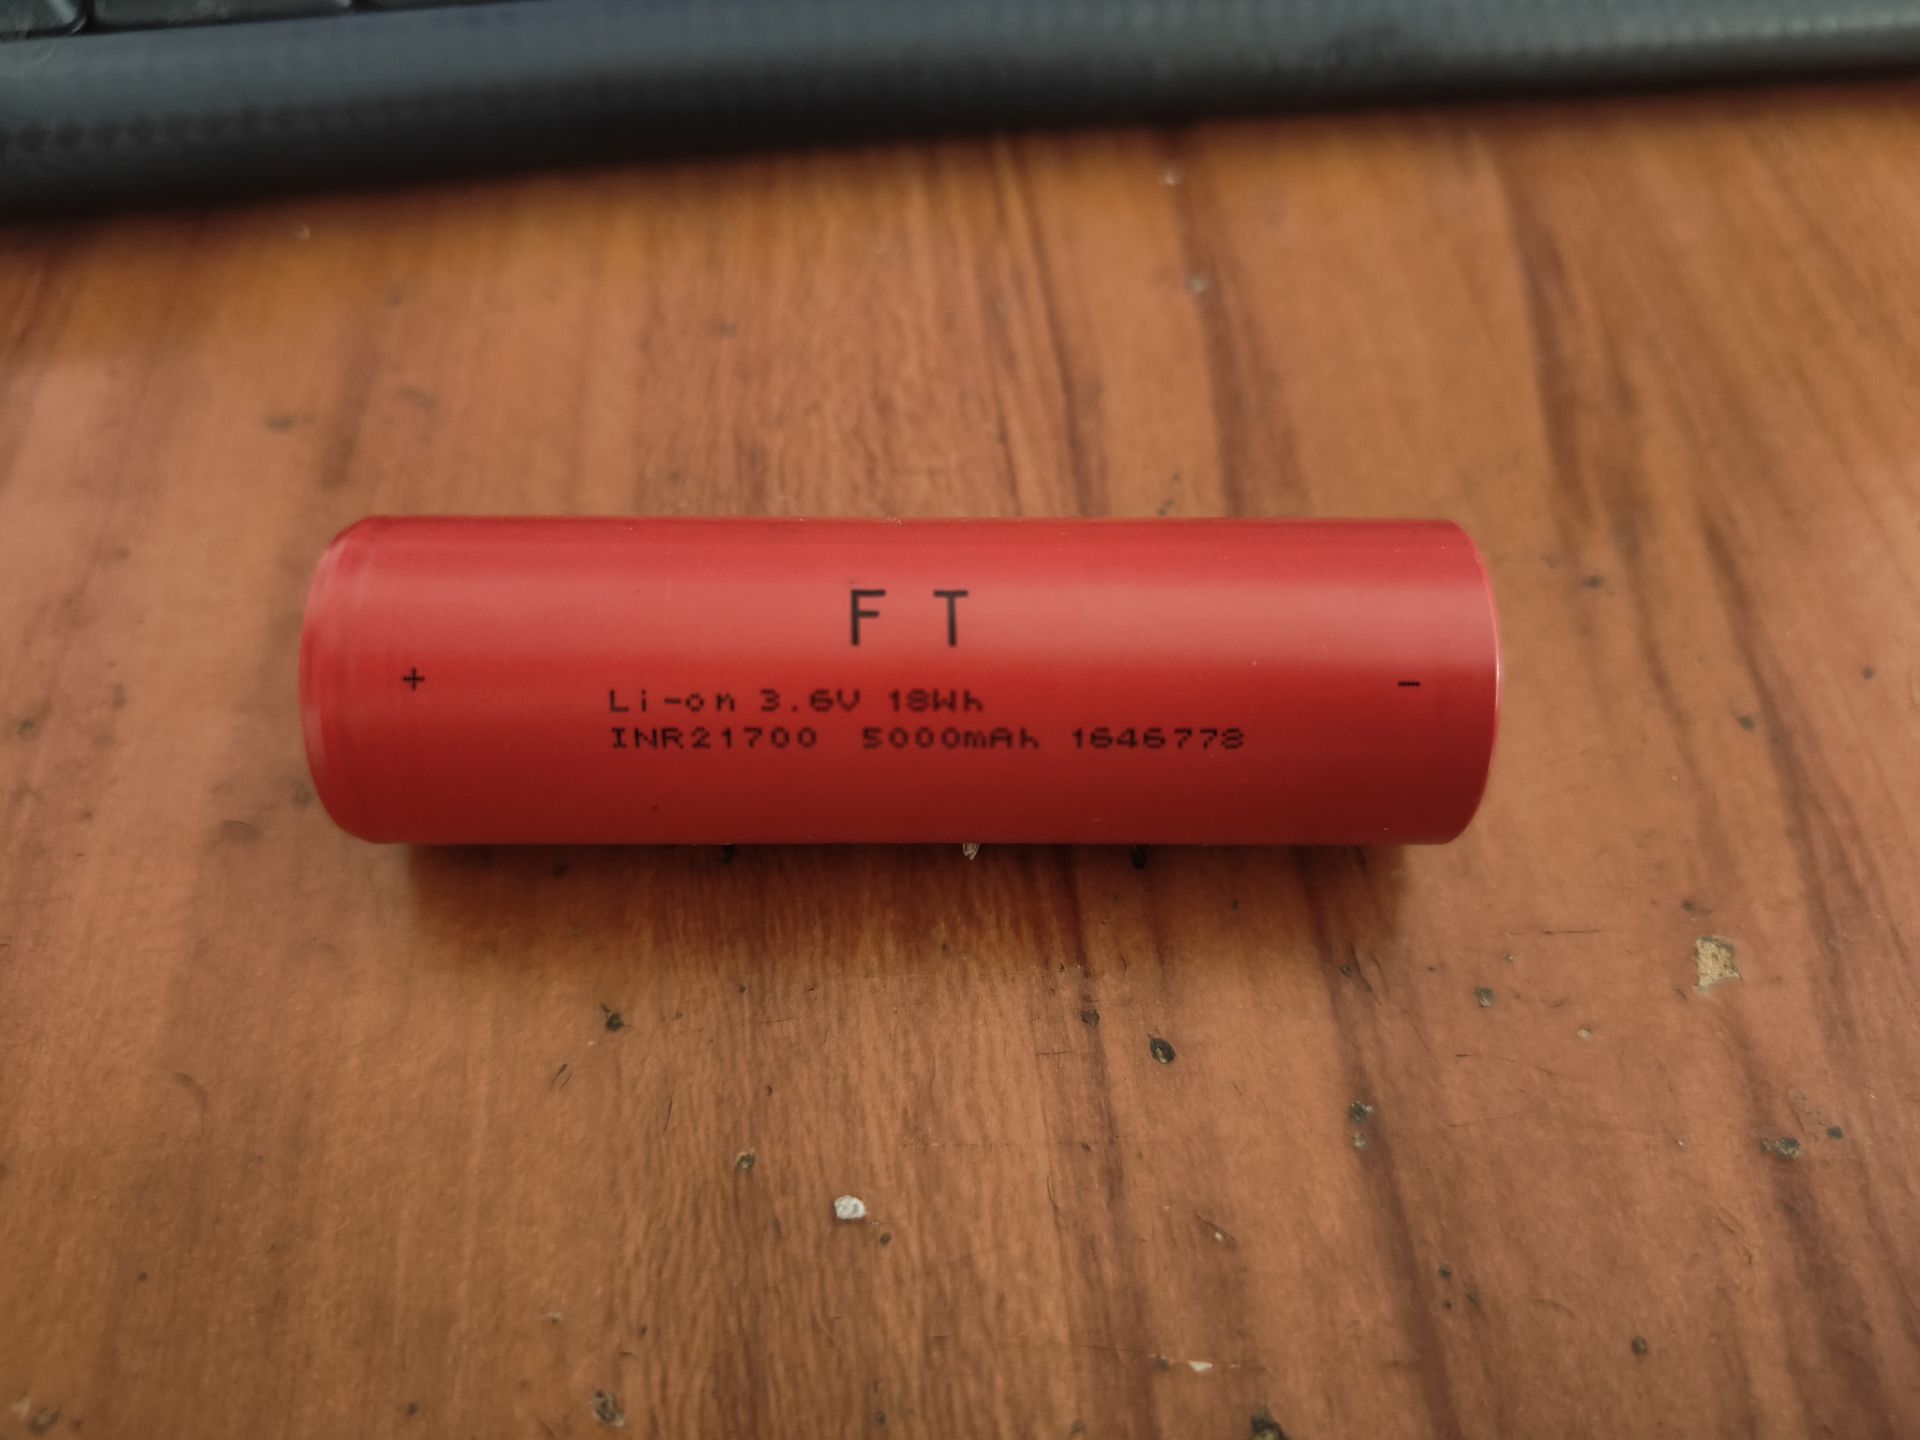 F T
+
-
Li-on 3.6V 18Wh
INR21700 5000mAh 1646778